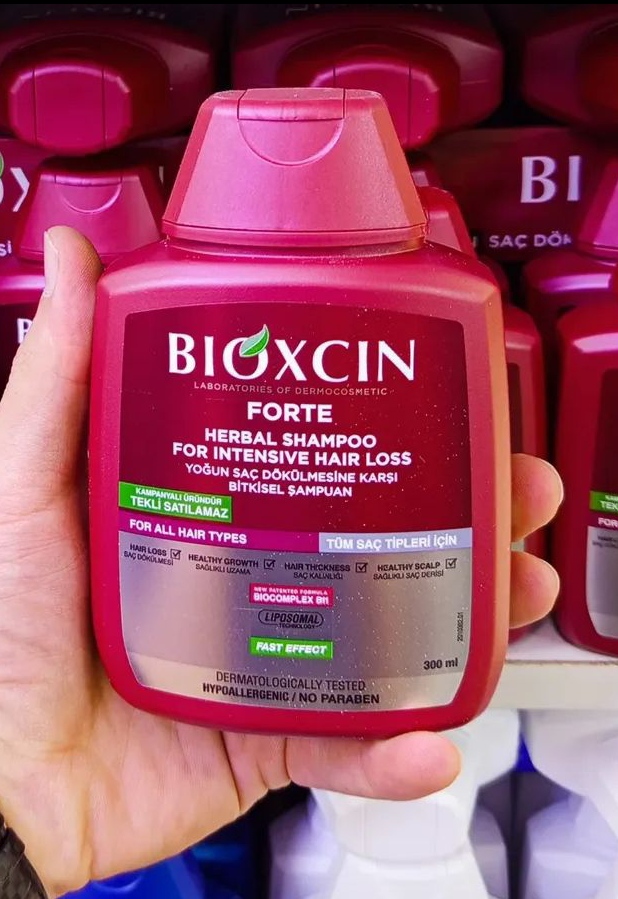 BI
SAÇ DÖK
BIOXCIN
LABORATORIES OF DERMOCOSMETIC
FORTE
HERBAL SHAMPOO
FOR INTENSIVE HAIR LOSS
YOĞUN SAÇ DÖKÜLMESİNE KARŞI
BİTKİSEL ŞAMPUAN
KAMPANYALI ÜRÜNDÜR
TEKLİ SATILAMAZ
FOR ALL HAIR TYPES
TÜM SAÇ TİPLERİ İÇİN
HAIR LOSS
SAÇ DÖKÜLMESİ
HEALTHY GROWTH
SAĞLIKLI UZAMA
HAIR THICKNESS
SAÇ KALINLIĞI
HEALTHY SCALP
SAĞLIKLI SAÇ DERİSİ
NEW PATENTED FORMULA
BIOCOMPLEX B11
LIPOSOMAL
TECHNOLOGY
FAST EFFECT
300 ml
DERMATOLOGICALLY TESTED
HYPOALLERGENIC / NO PARABEN